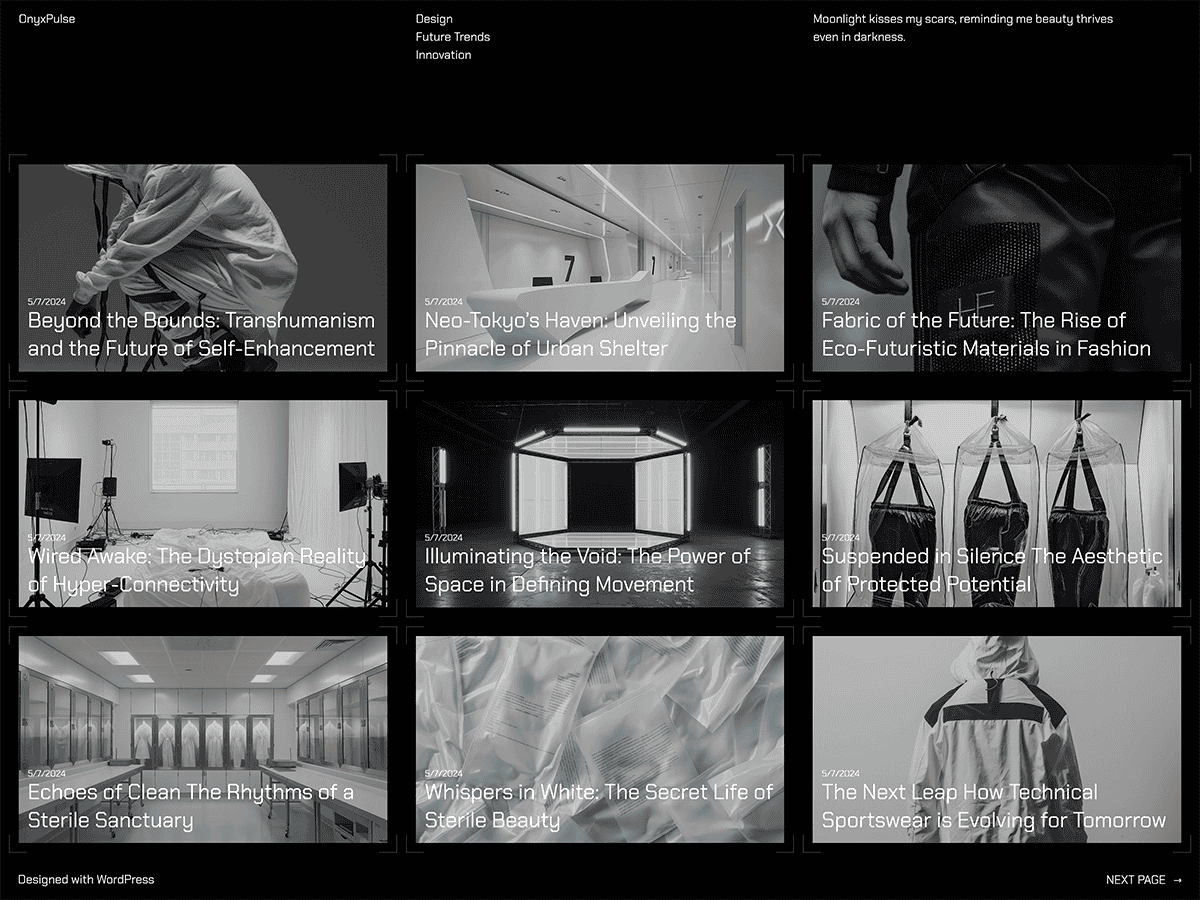 OnyxPulse
Design
Future Trends
Innovation
Moonlight kisses my scars, reminding me beauty thrives
even in darkness.
5/7/2024
Beyond the Bounds: Transhumanism
and the Future of Self-Enhancement
7
5/7/2024
Neo-Tokyo's Haven: Unveiling the
Pinnacle of Urban Shelter
LE
5/7/2024
Fabric of the Future: The Rise of
Eco-Futuristic Materials in Fashion
5/7/2024
Wired Awake: The Dystopian Reality
of Hyper-Connectivity
5/7/2024
Illuminating the Void: The Power of
Space in Defining Movement
5/7/2024
Suspended in Silence The Aesthetic
of Protected Potential
5/7/2024
Echoes of Clean The Rhythms of a
Sterile Sanctuary
5/7/2024
Whispers in White: The Secret Life of
Sterile Beauty
5/7/2024
The Next Leap How Technical
Sportswear is Evolving for Tomorrow
Designed with WordPress
NEXT PAGE →